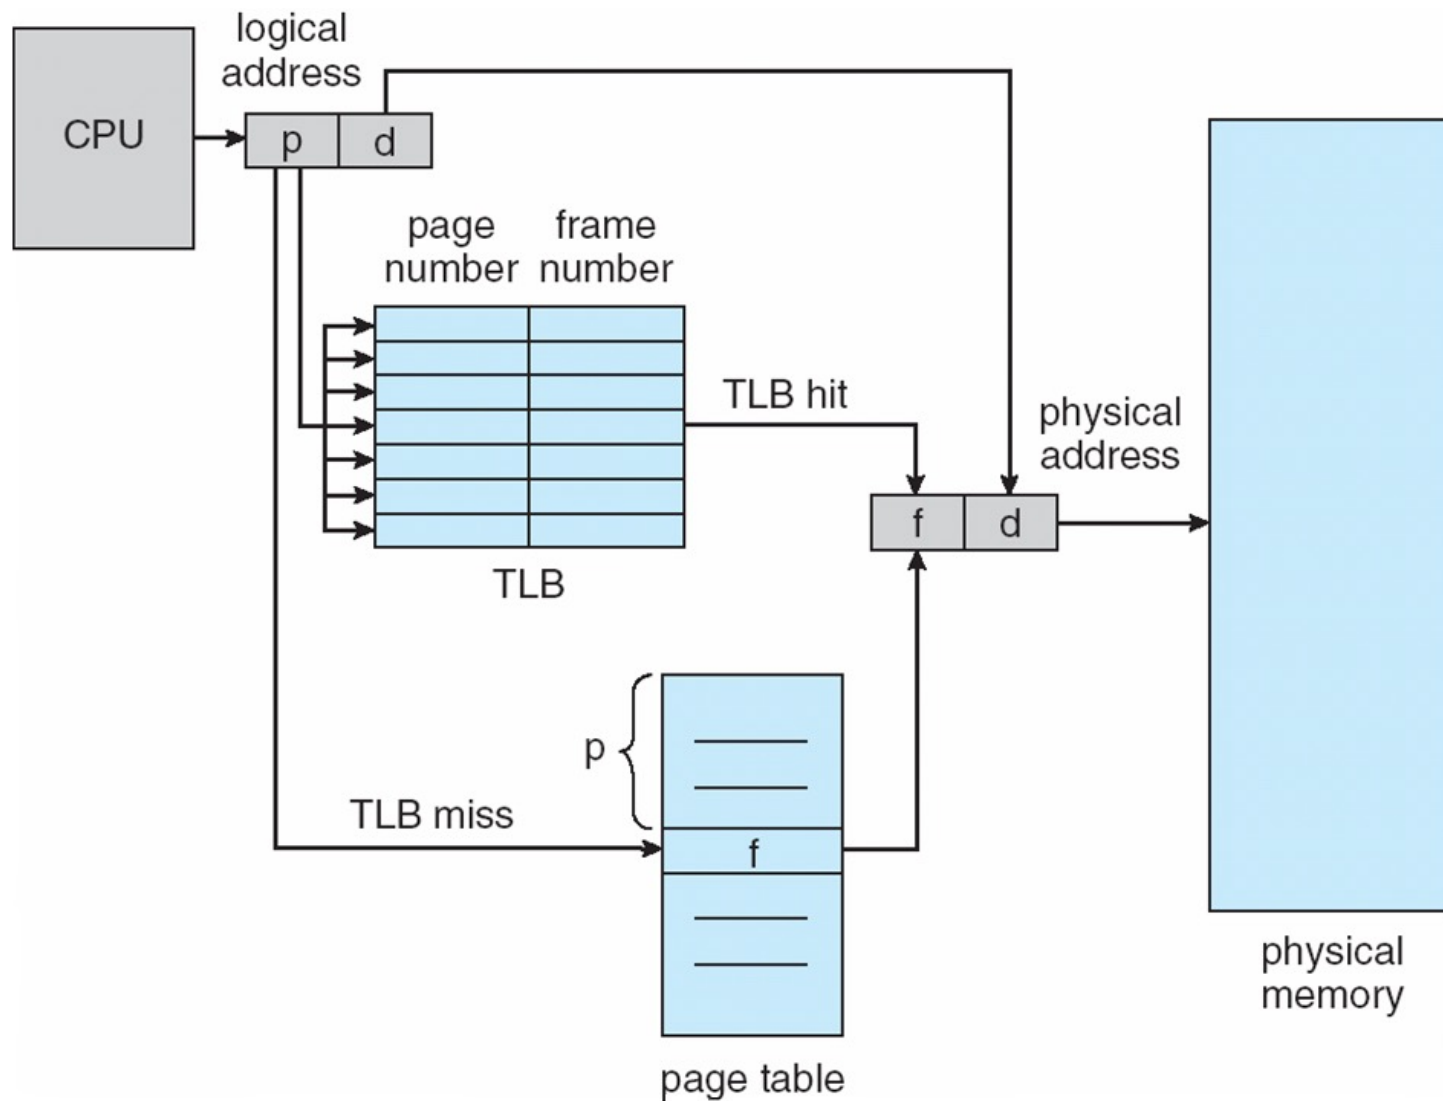 logical
address
CPU
p
d
page
number
frame
number
TLB hit
physical
address
f
d
TLB
p
TLB miss
f
physical
memory
page table